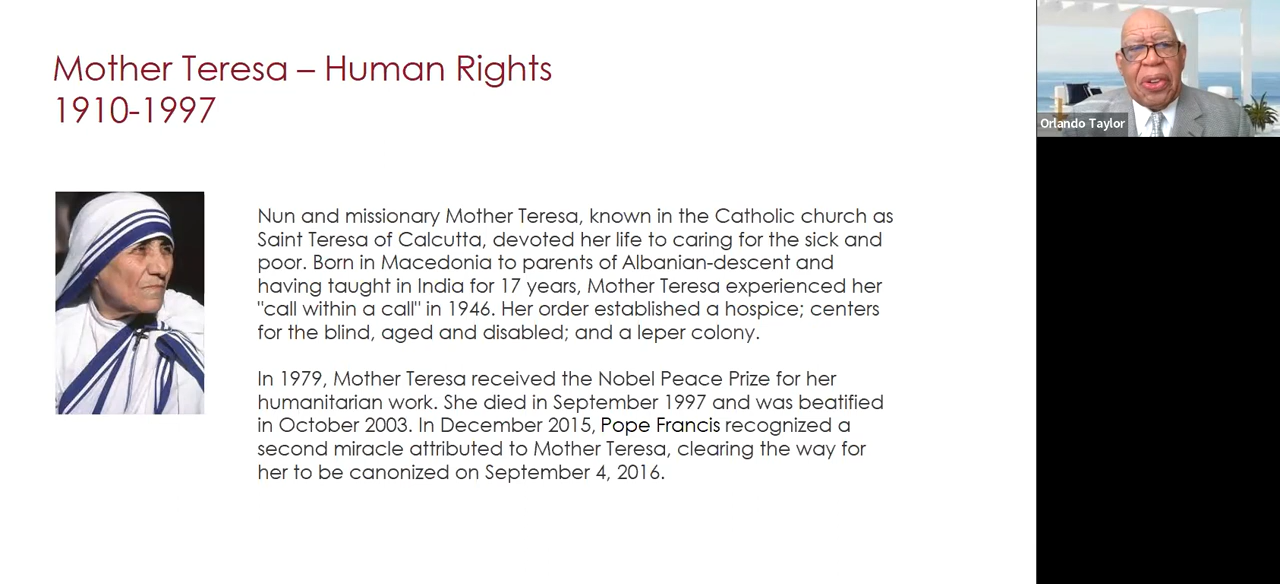 Mother Teresa – Human Rights
1910-1997
Nun and missionary Mother Teresa, known in the Catholic church as
Saint Teresa of Calcutta, devoted her life to caring for the sick and
poor. Born in Macedonia to parents of Albanian-descent and
having taught in India for 17 years, Mother Teresa experienced her
"call within a call" in 1946. Her order established a hospice; centers
for the blind, aged and disabled; and a leper colony.
In 1979, Mother Teresa received the Nobel Peace Prize for her
humanitarian work. She died in September 1997 and was beatified
in October 2003. In December 2015, Pope Francis recognized a
second miracle attributed to Mother Teresa, clearing the way for
her to be canonized on September 4, 2016.
Orlando Taylor